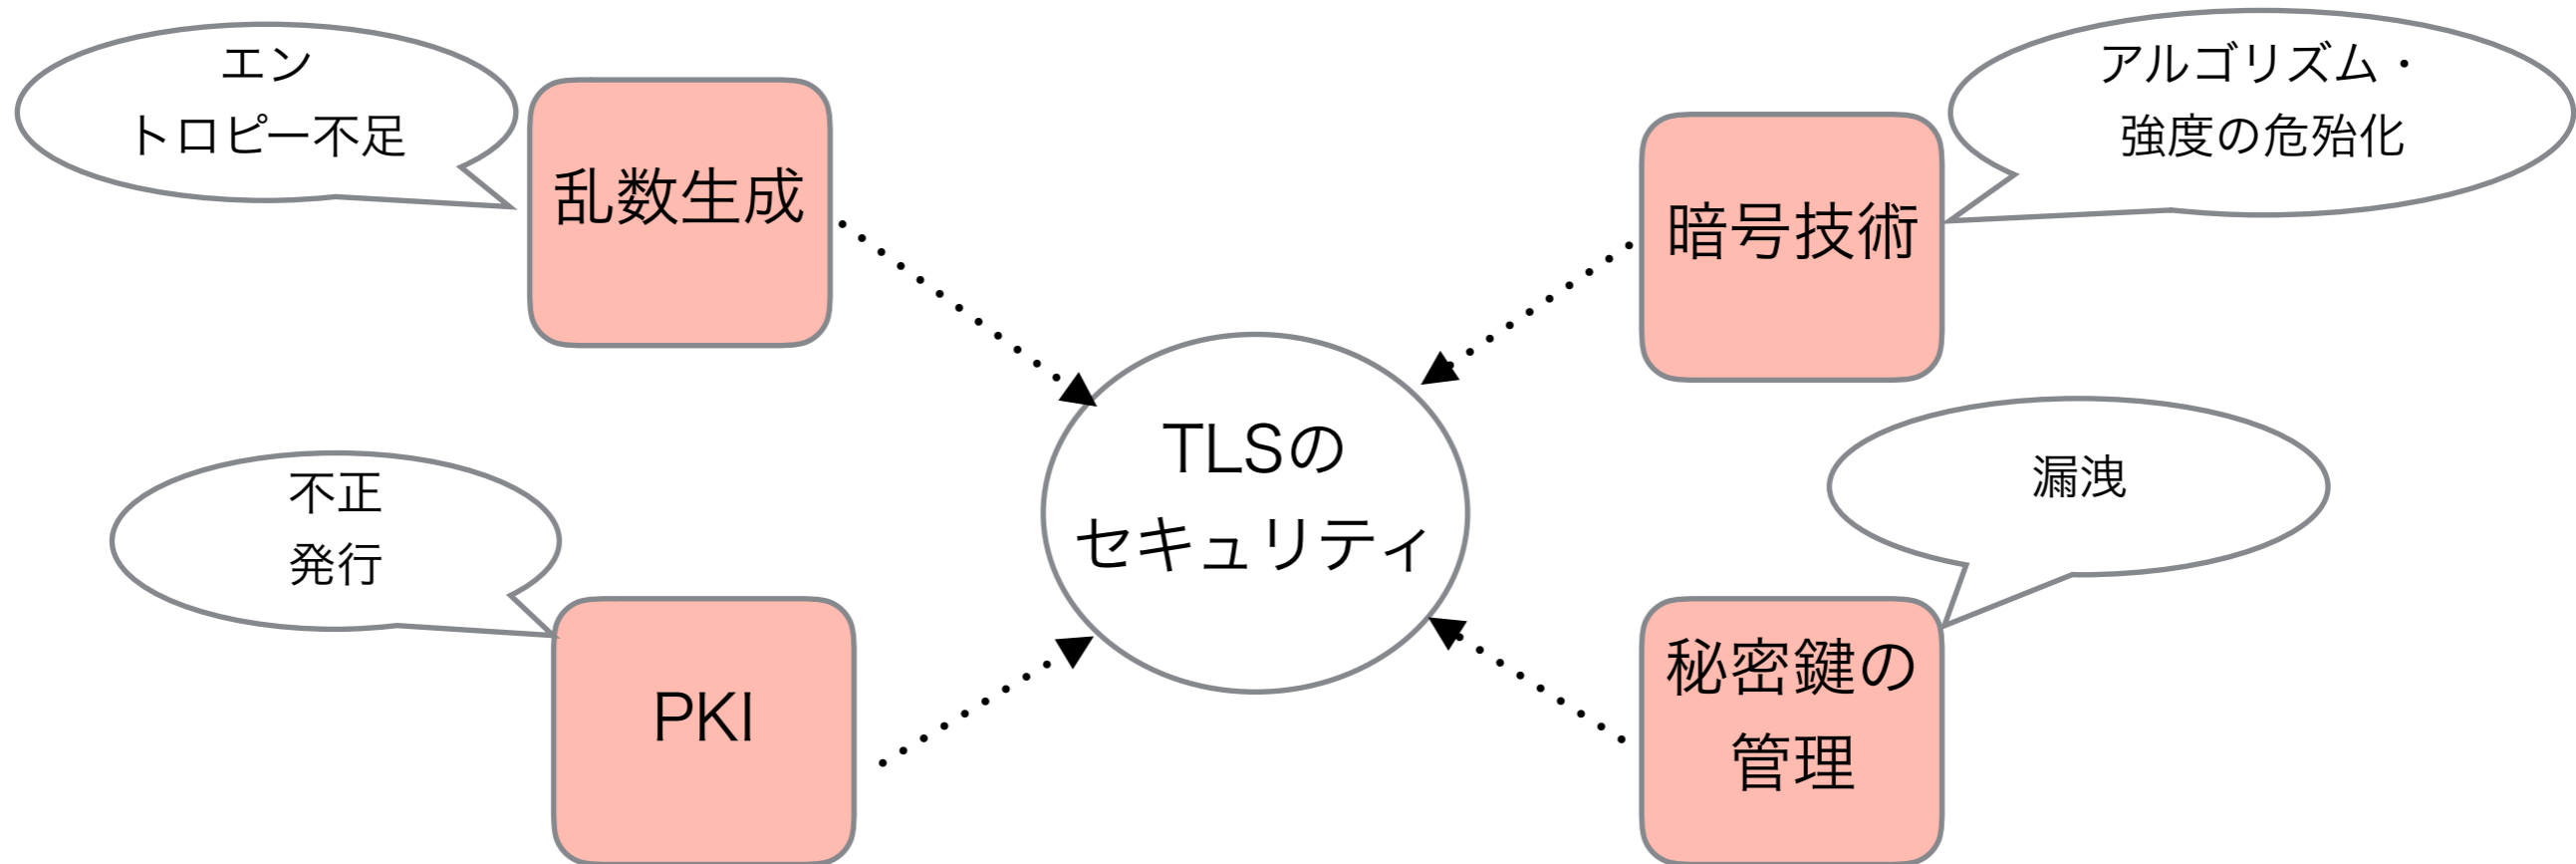 エン
トロピー不足
乱数生成
アルゴリズム・
強度の危殆化
暗号技術
TLSの
セキュリティ
不正
発行
PKI
漏洩
秘密鍵の
管理